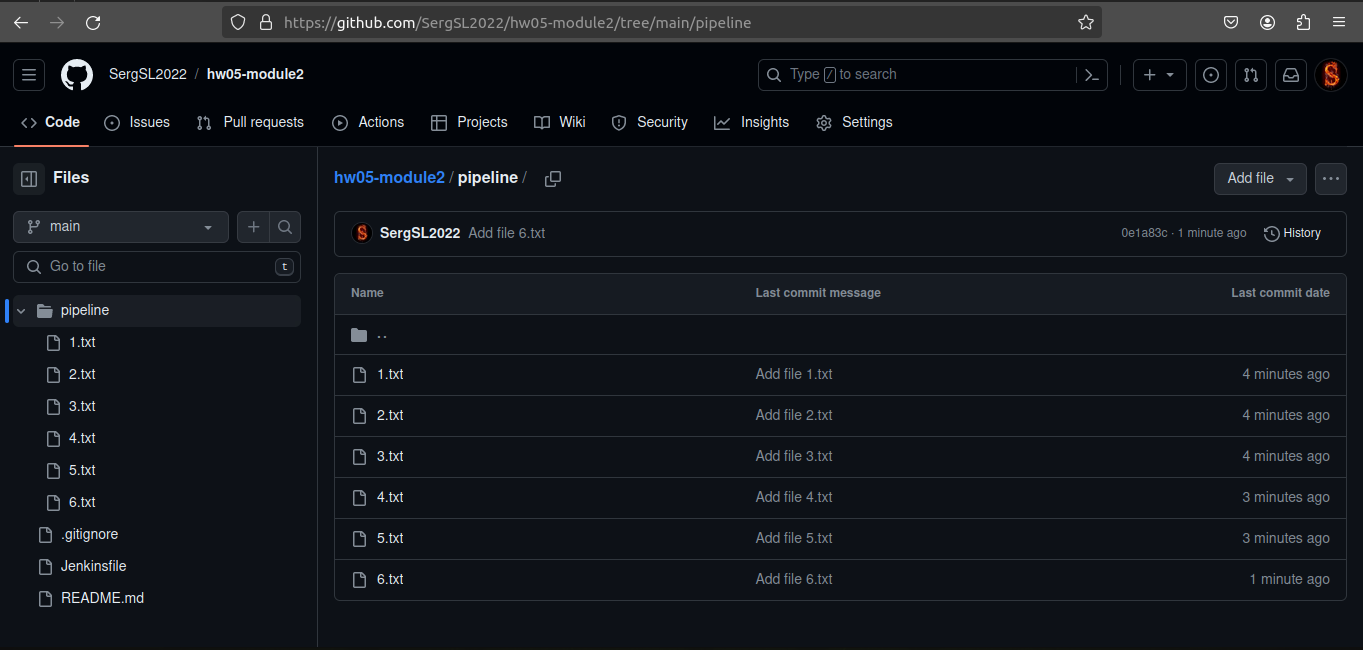 https://github.com/SergSL2022/hw05-module2/tree/main/pipeline
SergSL2022 / hw05-module2
Type / to search
Code Issues Pull requests Actions Projects Wiki Security Insights Settings
Files
main
Go to file t
pipeline
1.txt
2.txt
3.txt
4.txt
5.txt
6.txt
.gitignore
Jenkinsfile
README.md
hw05-module2 / pipeline /
Add file
SergSL2022 Add file 6.txt 0e1a83c · 1 minute ago History
Name Last commit message Last commit date
..
1.txt Add file 1.txt 4 minutes ago
2.txt Add file 2.txt 4 minutes ago
3.txt Add file 3.txt 4 minutes ago
4.txt Add file 4.txt 3 minutes ago
5.txt Add file 5.txt 3 minutes ago
6.txt Add file 6.txt 1 minute ago